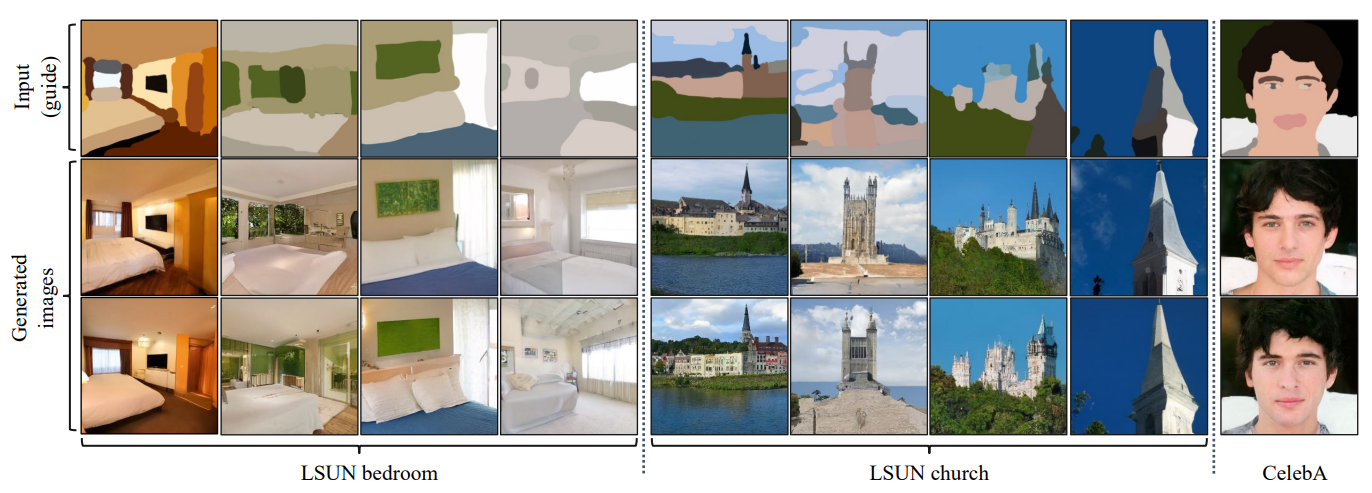 Input
(guide)
Generated
images
LSUN bedroom
LSUN church
CelebA